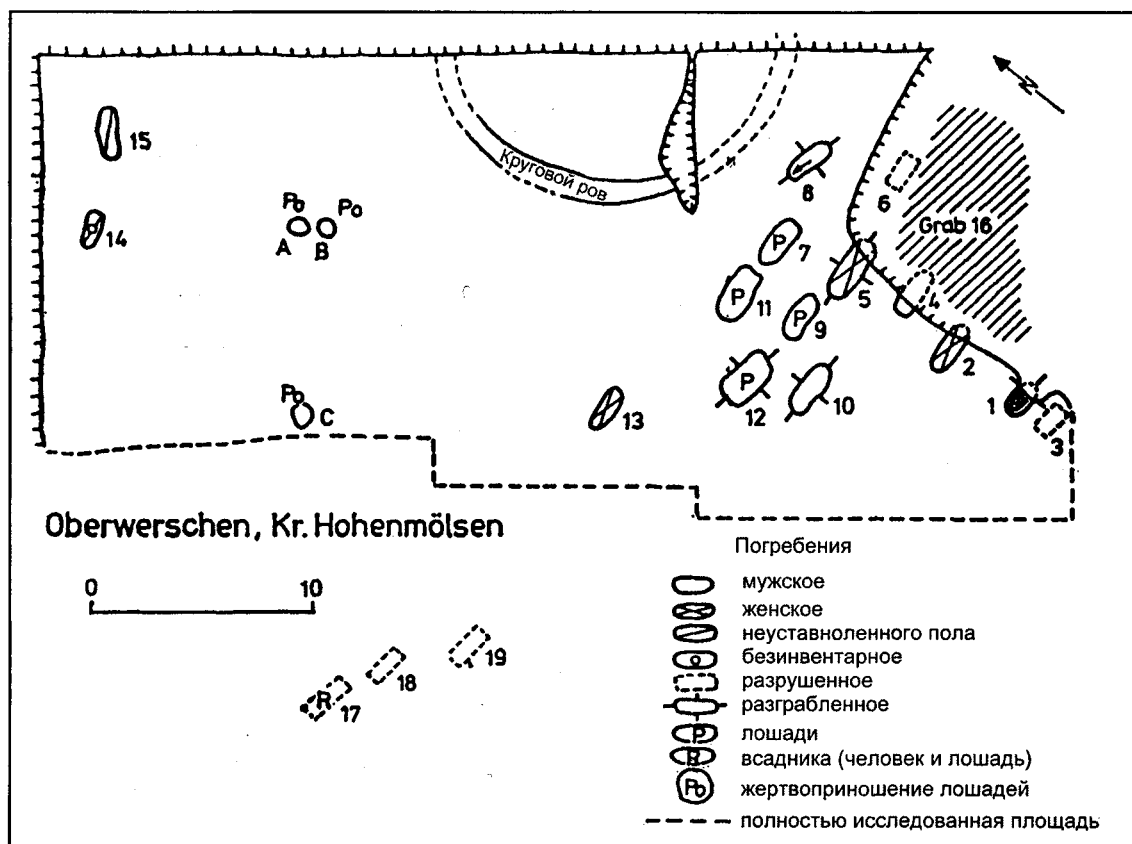 N
15
Круговой ров
и
8
6
Grab 16
14
Po Po
A B
7
5
4
11
9
2
Po
C
13
12
10
1
3
Oberwerschen, Kr. Hohenmölsen
0 10
P
P
P
P
R
17
18
19
Погребения
мужское
женское
неуставноленного пола
безинвентарное
разрушенное
разграбленное
P лошади
R всадника (человек и лошадь)
Po жертвоприношение лошадей
полностью исследованная площадь